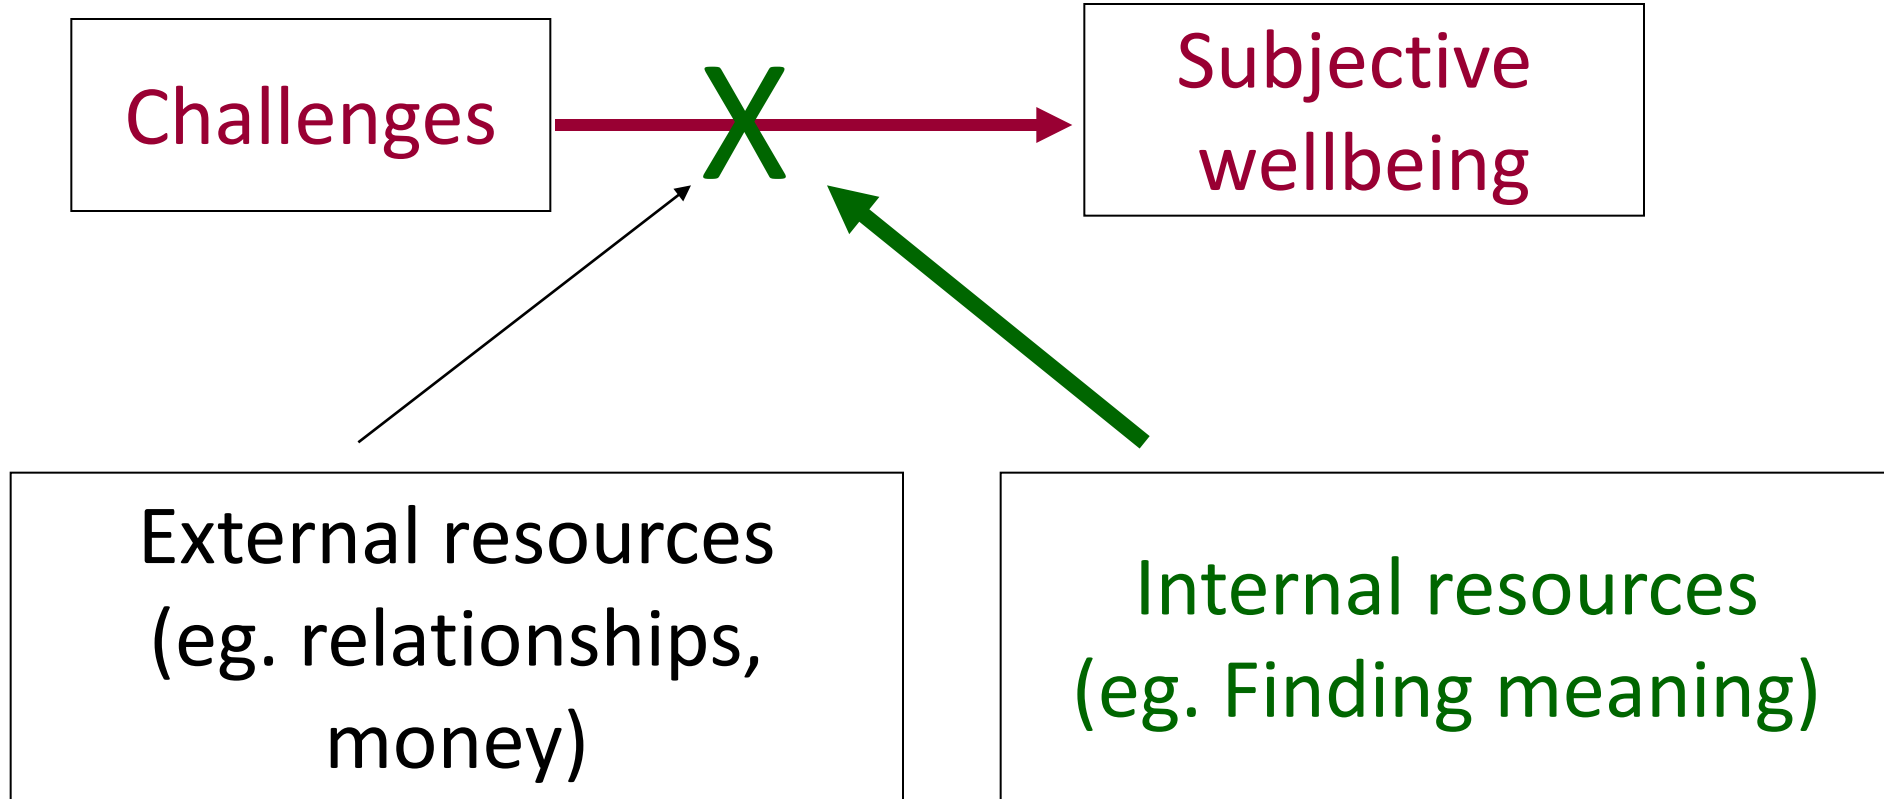 Challenges
X
Subjective
wellbeing
External resources
(eg. relationships,
money)
Internal resources
(eg. Finding meaning)